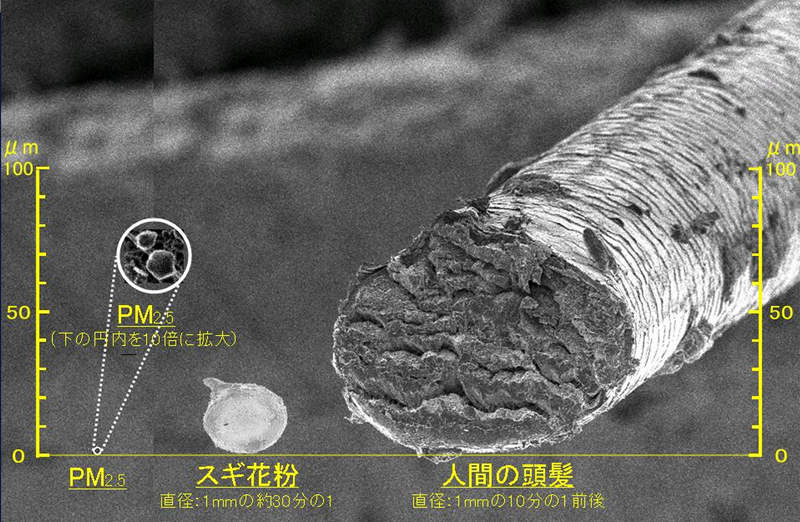 μm
100
μm
100
PM2.5
(下の円内を10倍に拡大)
50
50
0
0
PM2.5
スギ花粉
人間の頭髪
直径:1mmの約30分の1
直径:1mmの10分の1前後